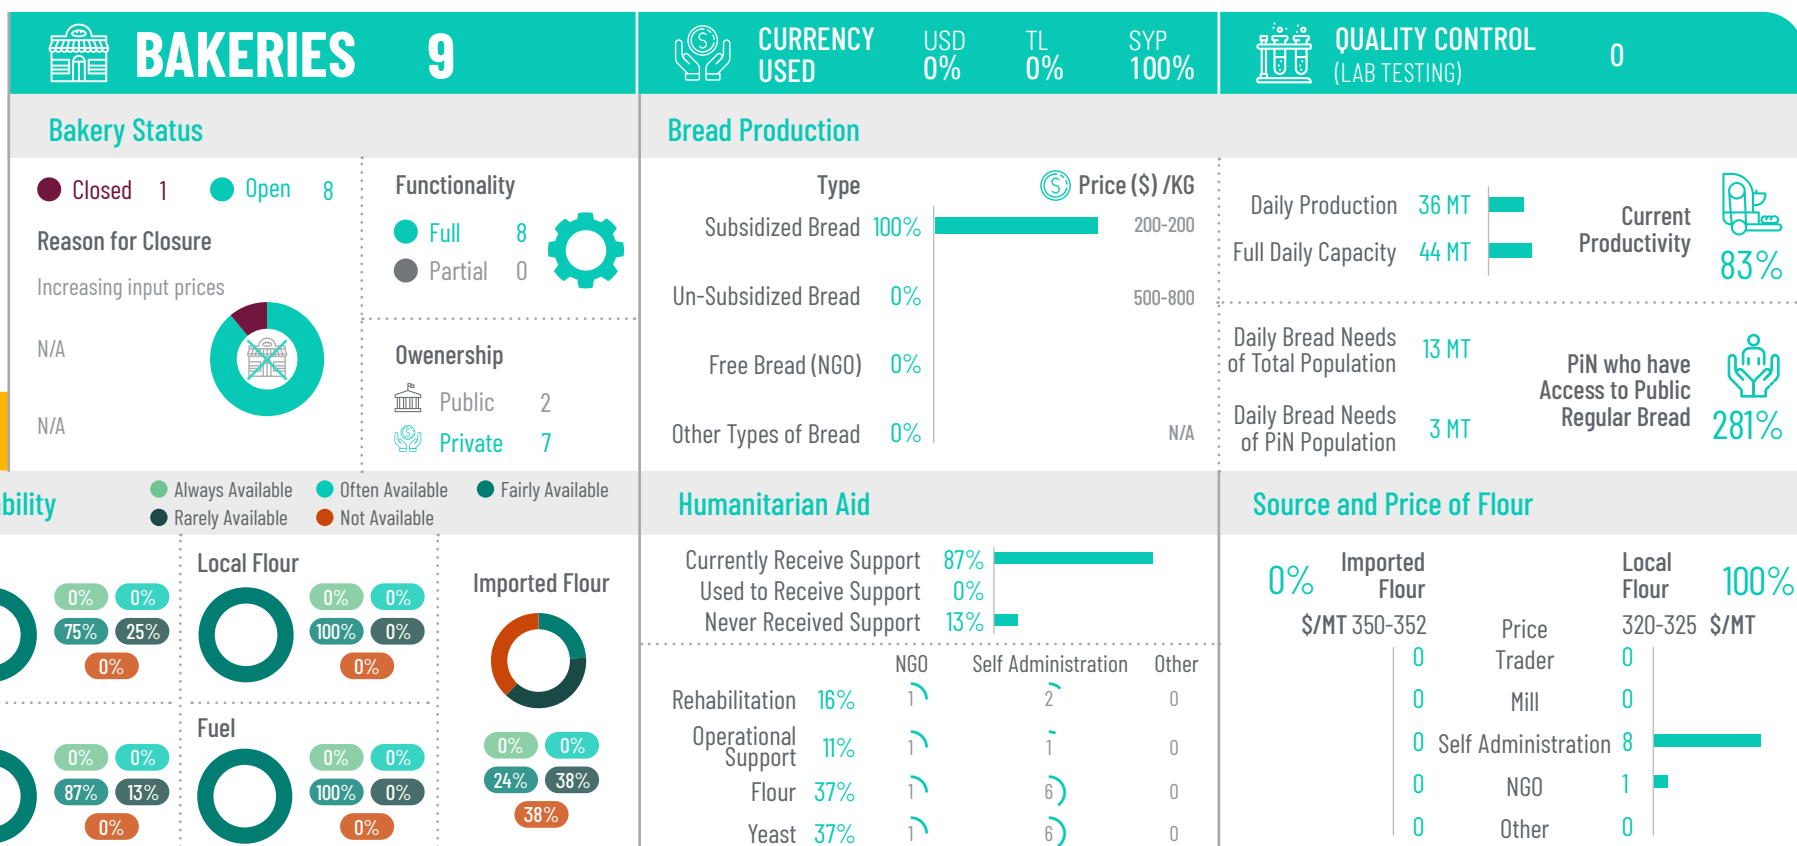 BAKERIES 9
CURRENCY USED
USD 0%
TL 0%
SYP 100%
QUALITY CONTROL
(LAB TESTING)
0
Bakery Status
Closed 1
Open 8
Reason for Closure
Increasing input prices
N/A
N/A
Functionality
Full 8
Partial 0
Owenership
Public 2
Private 7
Bread Production
Type
Price ($) /KG
Subsidized Bread 100% 200-200
Un-Subsidized Bread 0% 500-800
Free Bread (NGO) 0%
Other Types of Bread 0% N/A
Daily Production 36 MT
Full Daily Capacity 44 MT
Current
Productivity
83%
Daily Bread Needs
of Total Population
13 MT
Daily Bread Needs
of PiN Population
3 MT
PiN who have
Access to Public
Regular Bread
281%
bility
Always Available
Often Available
Fairly Available
Rarely Available
Not Available
0% 0%
75% 25%
0%
Local Flour
0% 0%
100% 0%
0%
Imported Flour
0% 0%
24% 38%
38%
0% 0%
87% 13%
0%
Fuel
0% 0%
100% 0%
0%
Humanitarian Aid
Currently Receive Support 87%
Used to Receive Support 0%
Never Received Support 13%
NGO Self Administration Other
Rehabilitation 16% 1 2 0
Operational
Support
11% 1 1 0
Flour 37% 1 6 0
Yeast 37% 1 6 0
Source and Price of Flour
0% Imported
Flour
Local
Flour
100%
$/MT 350-352 Price 320-325 $/MT
0 Trader 0
0 Mill 0
0 Self Administration 8
0 NGO 1
0 Other 0